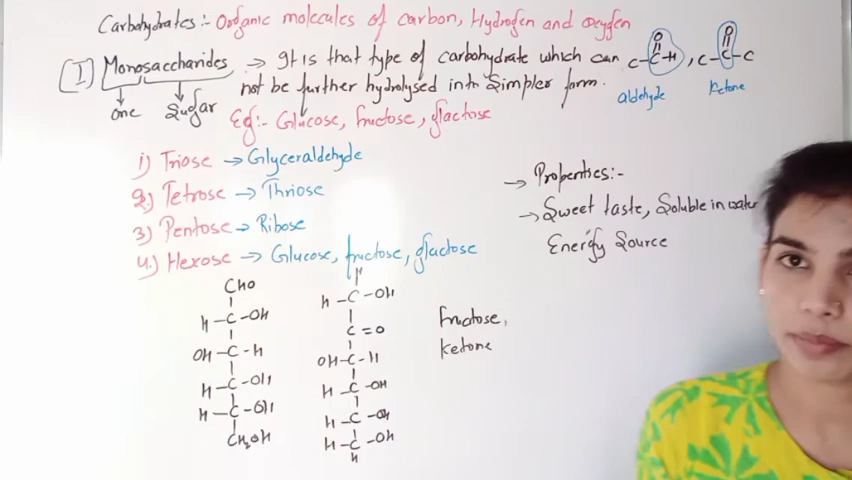 Carbohydrates:- Organic molecules of carbon, Hydrogen and oxygen
(I) Monosaccharides → It is that type of carbohydrate which can
not be further hydrolysed into Simpler form.
One Sugar
Eg:- Glucose, fructose, glactose
O
C-C-H, 
O
C-C-C
aldehyde
Ketone
1) Triose → Glyceraldehyde
2.) Tetrose → Thriose
3.) Pentose → Ribose
4.) Hexose → Glucose, fructose, glactose
CHO
H-C-OH
OH-C-H
H-C-OH
H-C-OH
CH2OH
H
H-C-OH
C=O
OH-C-H
H-C-OH
H-C-OH
H-C-OH
H
fructose,
ketone
→ Properties:-
→ Sweet taste, Soluble in water
Energy Source